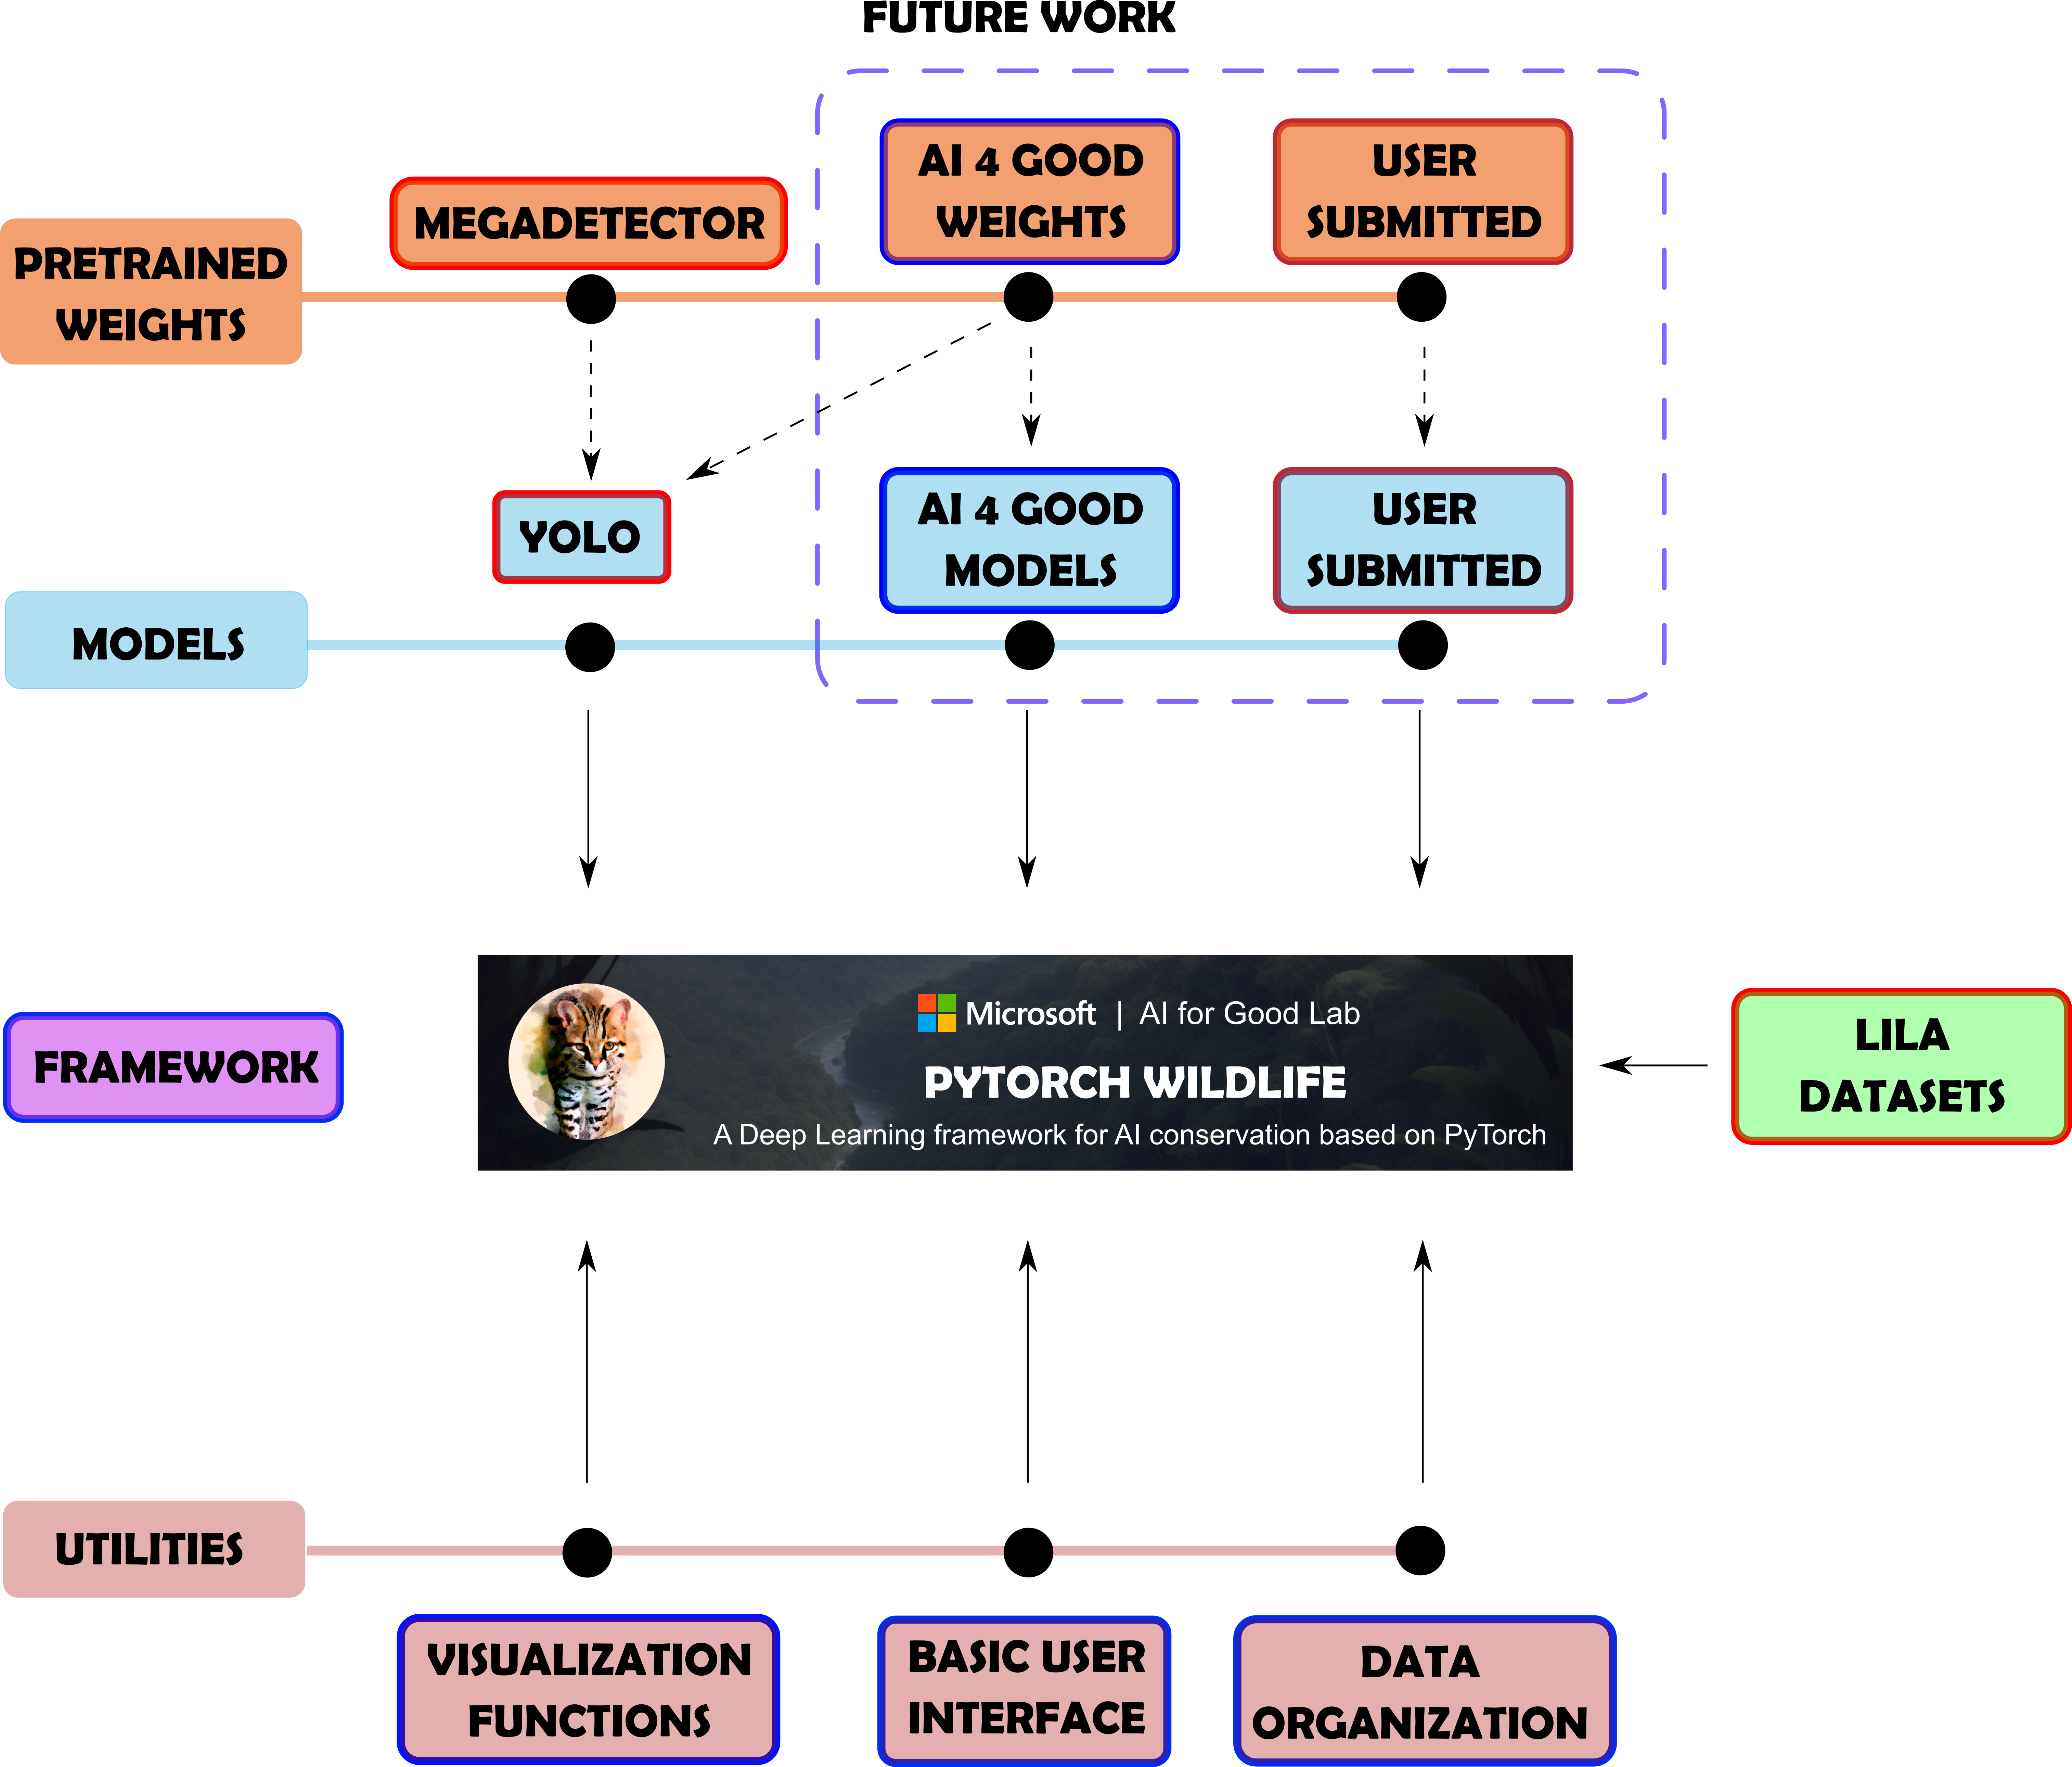 FUTURE WORK
AI 4 GOOD
WEIGHTS
USER
SUBMITTED
MEGADETECTOR
PRETRAINED
WEIGHTS
YOLO
AI 4 GOOD
MODELS
USER
SUBMITTED
MODELS
FRAMEWORK
Microsoft | AI for Good Lab
PYTORCH WILDLIFE
A Deep Learning framework for AI conservation based on PyTorch
LILA
DATASETS
UTILITIES
VISUALIZATION
FUNCTIONS
BASIC USER
INTERFACE
DATA
ORGANIZATION